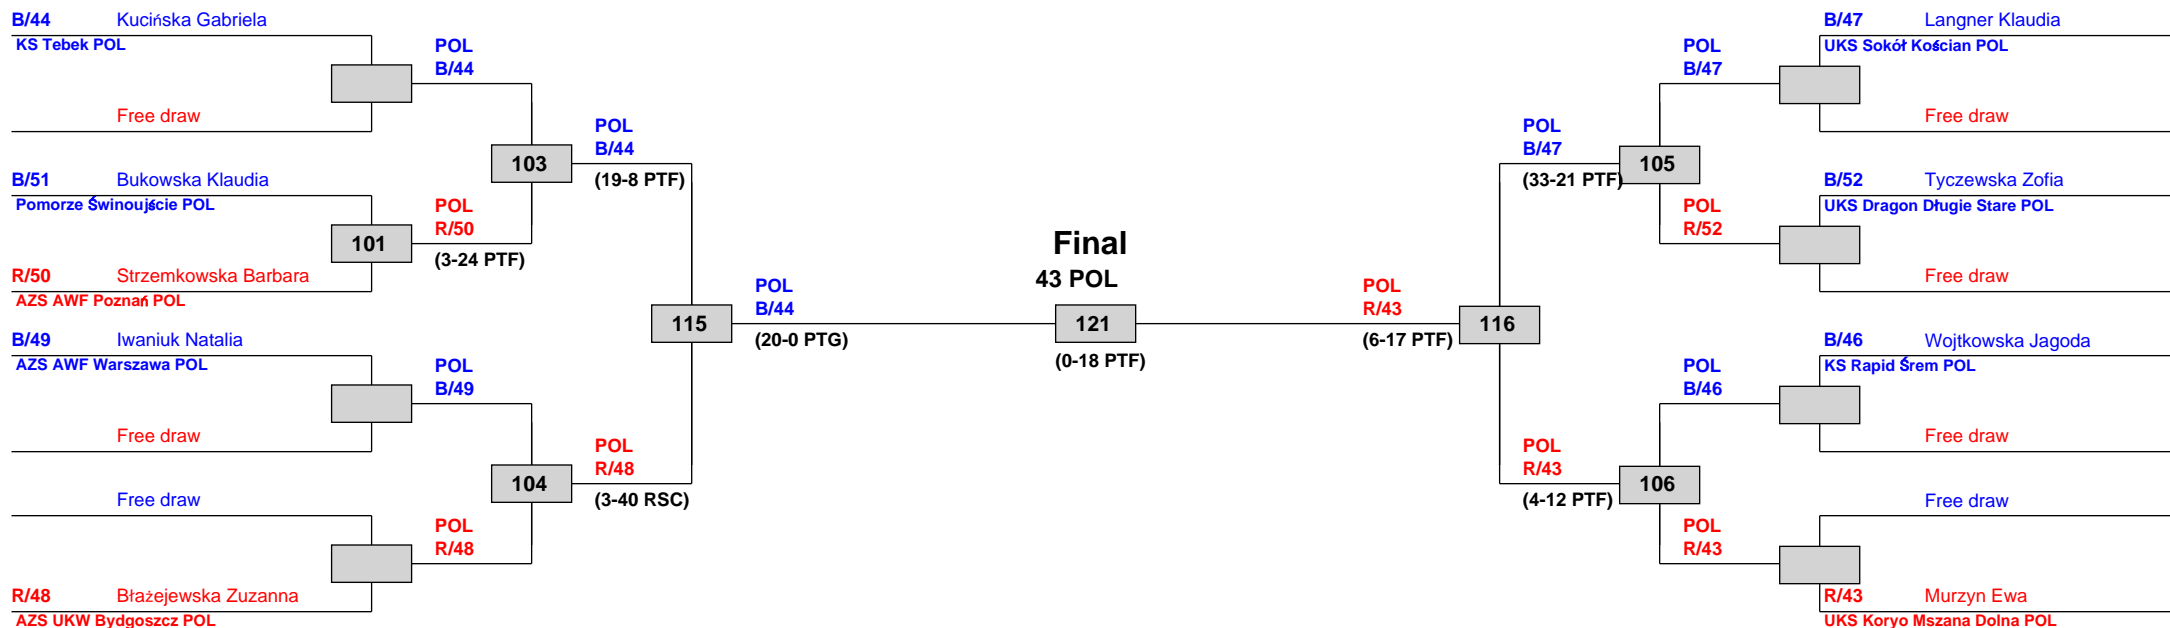 B/44 Kucińska Gabriela
KS Tebek POL
POL
B/44
Free draw
POL
B/44
103
(19-8 PTF)
B/51 Bukowska Klaudia
Pomorze Świnoujście POL
POL
R/50
101
(3-24 PTF)
R/50 Strzemkowska Barbara
AZS AWF Poznań POL
POL
B/44
115
(20-0 PTG)
B/49 Iwaniuk Natalia
AZS AWF Warszawa POL
POL
B/49
Free draw
POL
R/48
104
(3-40 RSC)
Free draw
POL
R/48
R/48 Błażejewska Zuzanna
AZS UKW Bydgoszcz POL
Final
43 POL
121
(0-18 PTF)
B/47 Langner Klaudia
UKS Sokół Kościan POL
POL
B/47
Free draw
POL
B/47
105
(33-21 PTF)
B/52 Tyczewska Zofia
UKS Dragon Długie Stare POL
POL
R/52
Free draw
POL
R/43
116
(6-17 PTF)
B/46 Wojtkowska Jagoda
KS Rapid Śrem POL
POL
B/46
Free draw
POL
R/43
106
(4-12 PTF)
Free draw
POL
R/43
R/43 Murzyn Ewa
UKS Koryo Mszana Dolna POL